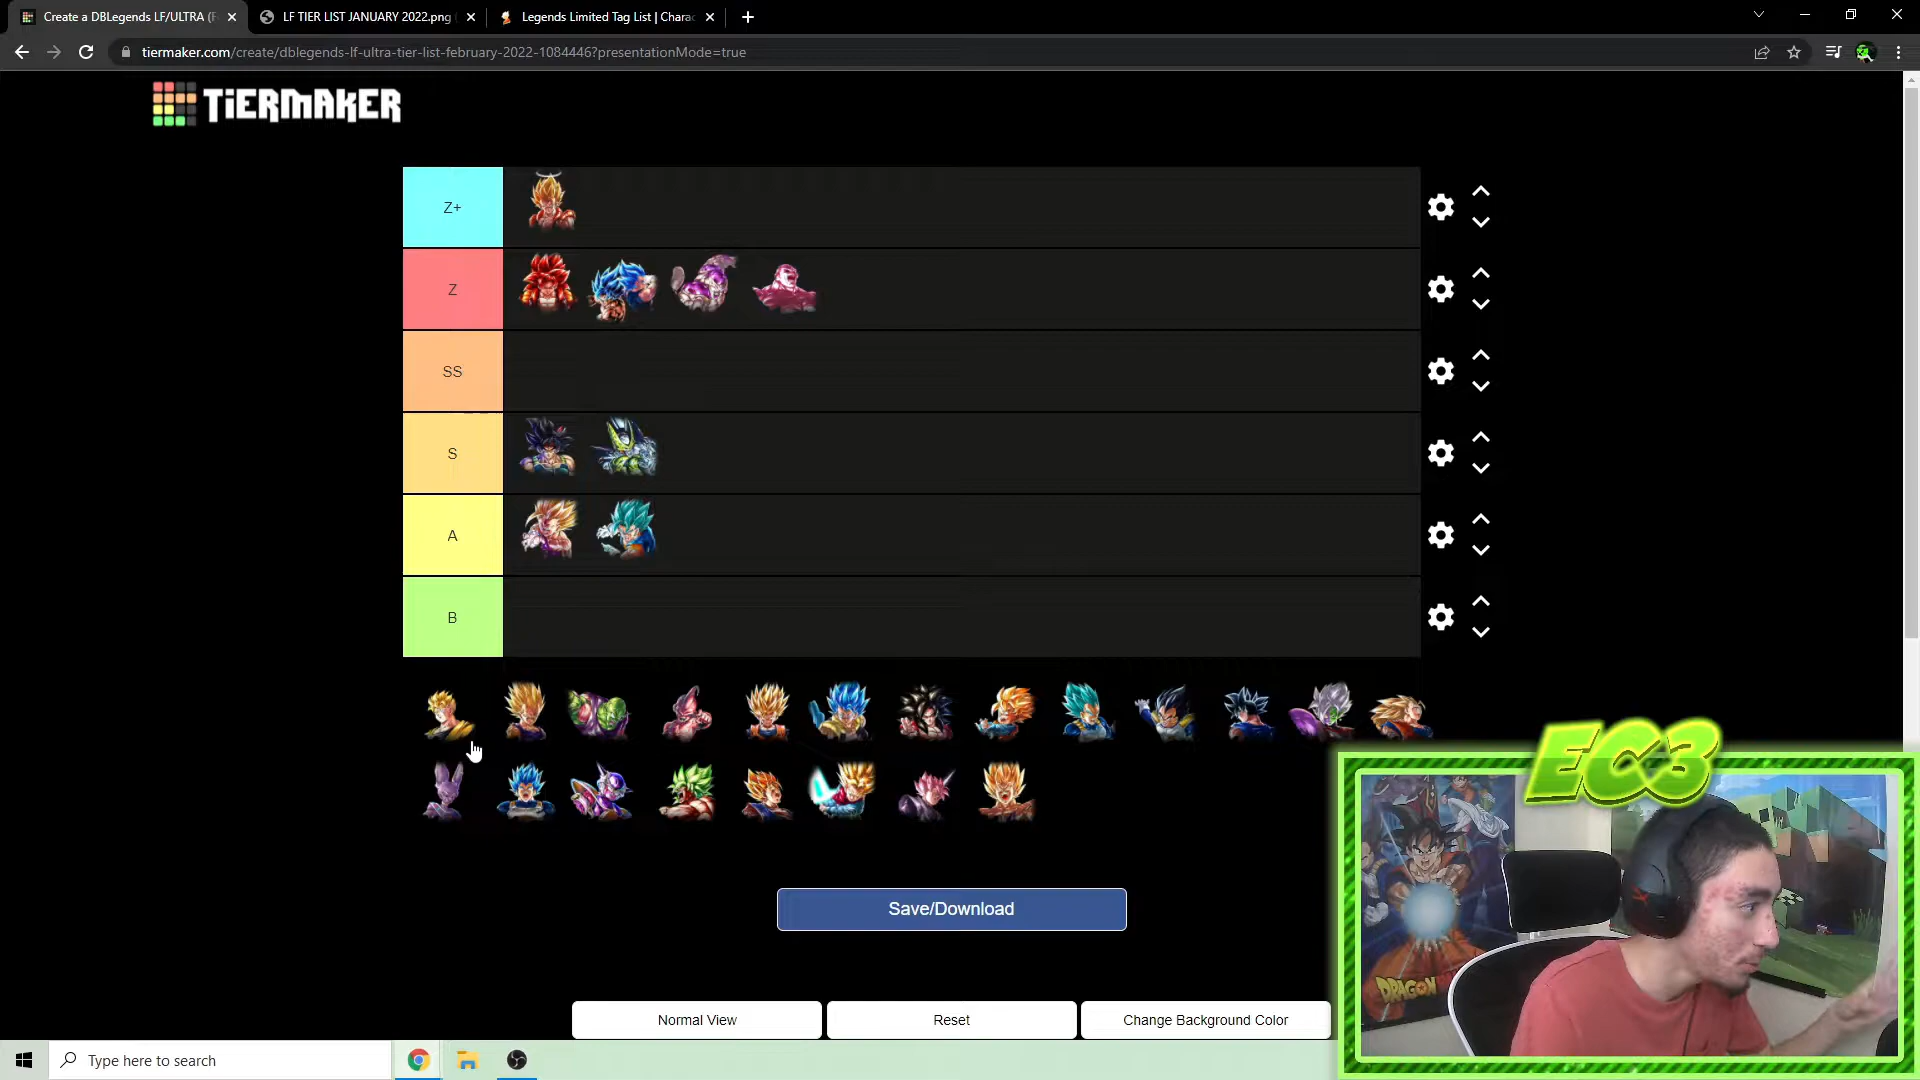 Create a DBLegends LF/ULTRA (F
LF TIER LIST JANUARY 2022.png (
Legends Limited Tag List | Charac
tiermaker.com/create/dblegends-lf-ultra-tier-list-february-2022-1084446?presentationMode=true
TIERMAKER
Z+
Z
SS
S
A
B
EC3
Save/Download
DRAGON
Normal View
Reset
Change Background Color
Type here to search